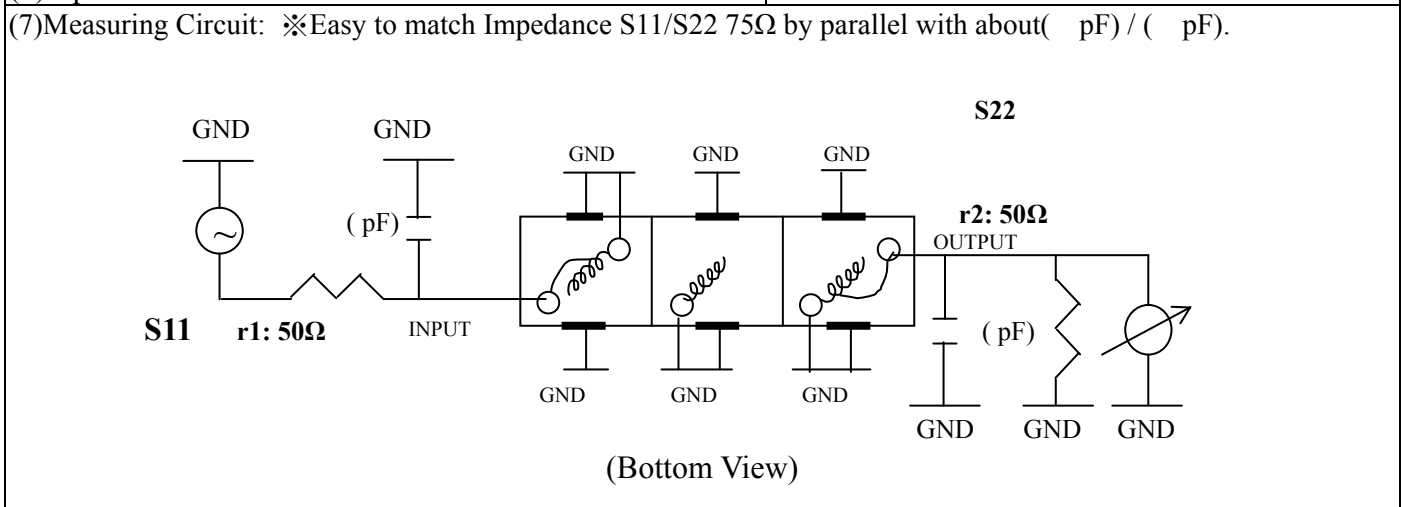 (7)Measuring Circuit: ※Easy to match Impedance S11/S22 75Ω by parallel with about( pF) / ( pF).
S22
GND GND
GND GND GND
( pF)
r2: 50Ω
OUTPUT
~
S11 r1: 50Ω INPUT
( pF)
GND GND GND
GND GND GND
(Bottom View)